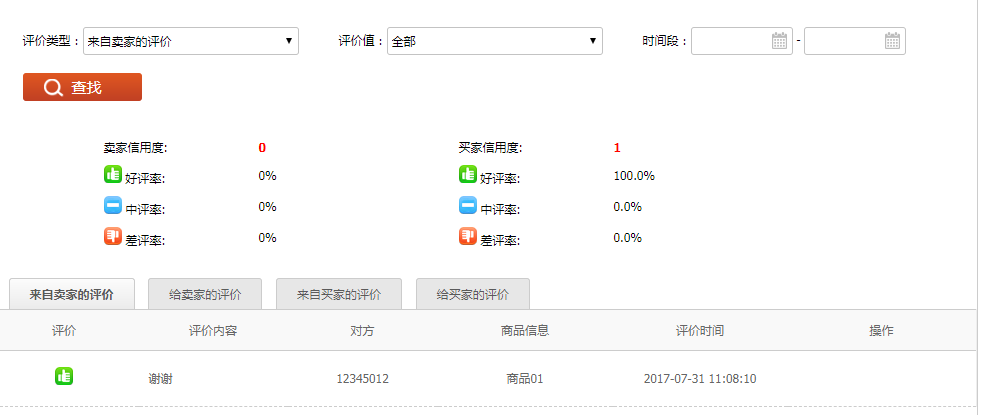 评价类型：来自卖家的评价 评价值：全部 时间段： -
查找
卖家信用度: 0 买家信用度: 1
好评率: 0% 好评率: 100.0%
中评率: 0% 中评率: 0.0%
差评率: 0% 差评率: 0.0%
来自卖家的评价 给卖家的评价 来自买家的评价 给买家的评价
评价 评价内容 对方 商品信息 评价时间 操作
谢谢 12345012 商品01 2017-07-31 11:08:10